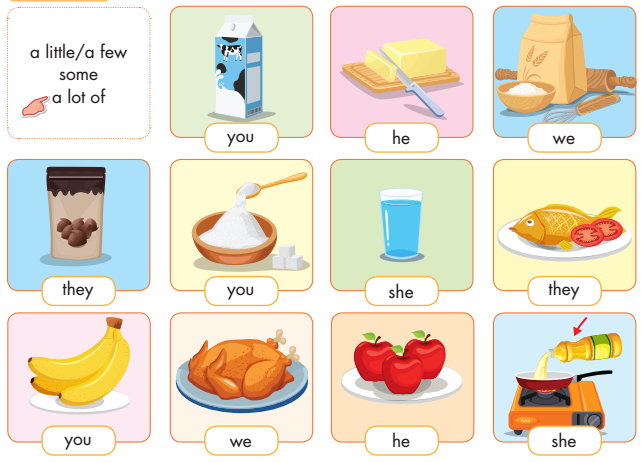 a little/a few
some
a lot of
you
he
we
they
you
she
they
you
we
he
she